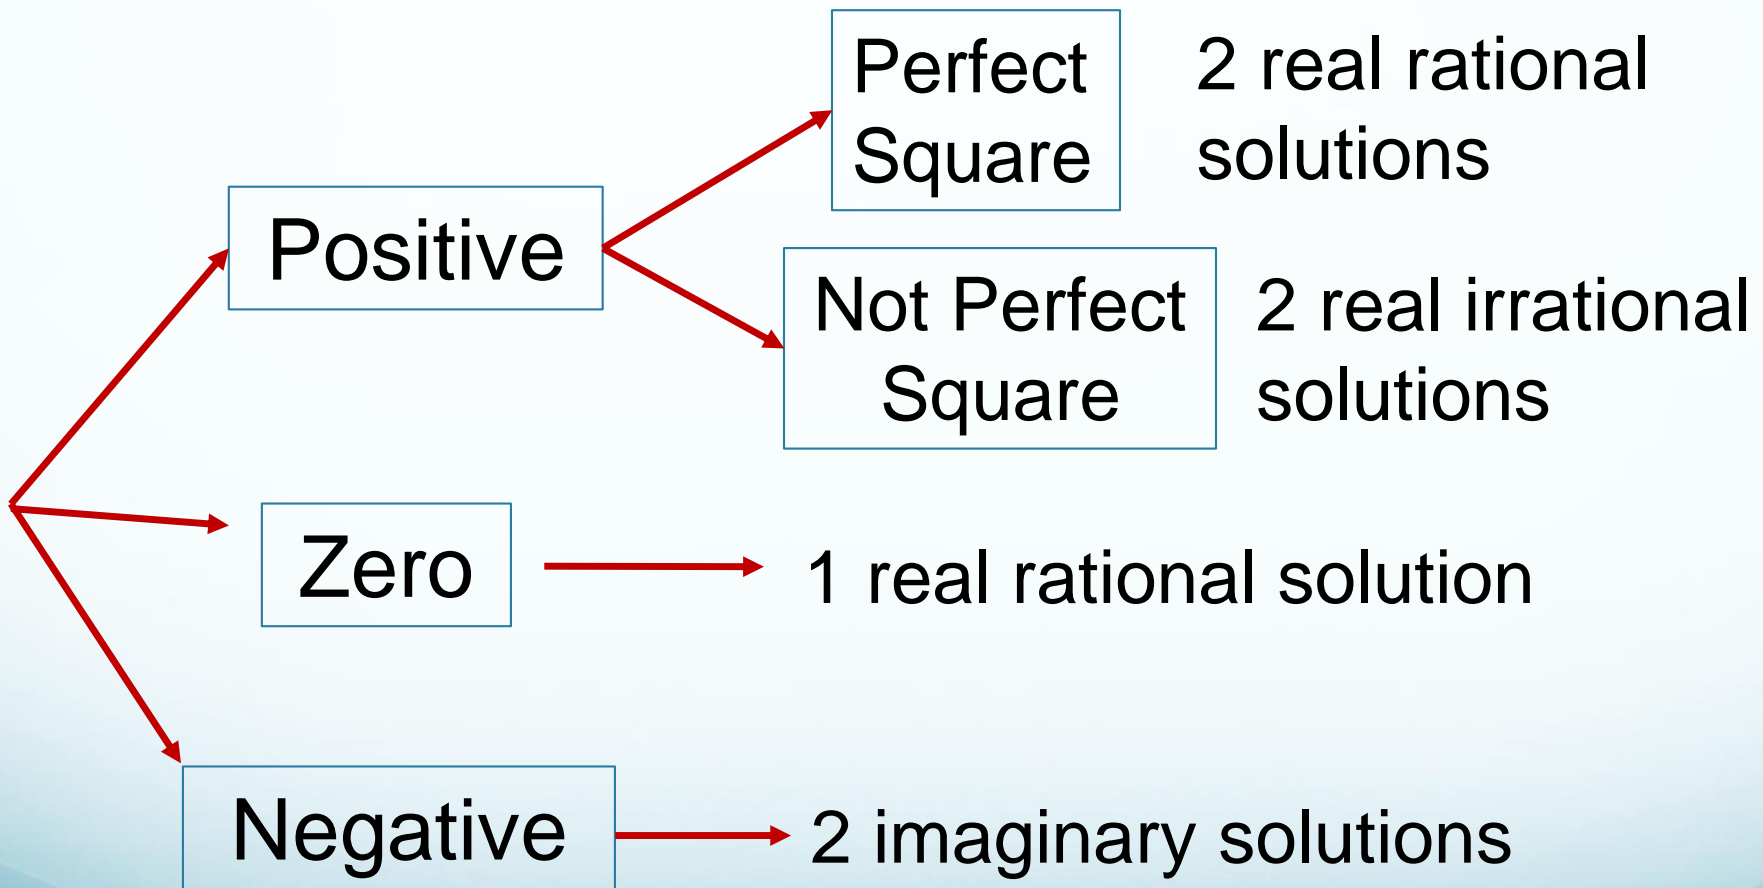 Perfect
Square
2 real rational
solutions
Positive
Not Perfect
Square
2 real irrational
solutions
Zero
1 real rational solution
Negative
2 imaginary solutions